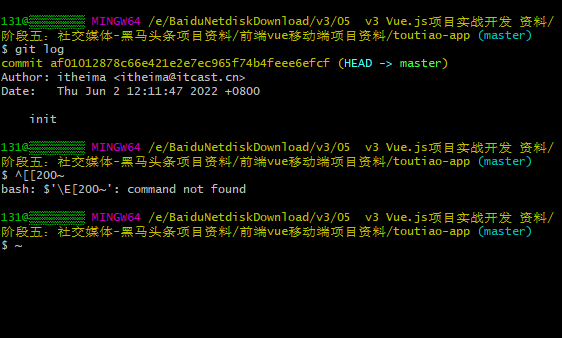 131@▒▒▒▒▒▒▒▒ MINGW64 /e/BaiduNetdiskDownload/v3/05  v3 Vue.js项目实战开发 资料/
阶段五：社交媒体-黑马头条项目资料/前端vue移动端项目资料/toutiao-app (master)
$ git log
commit af01012878c66e421e2e7ec965f74b4feee6efcf (HEAD -> master)
Author: itheima <itheima@itcast.cn>
Date:   Thu Jun 2 12:11:47 2022 +0800
    init
131@▒▒▒▒▒▒▒▒ MINGW64 /e/BaiduNetdiskDownload/v3/05  v3 Vue.js项目实战开发 资料/
阶段五：社交媒体-黑马头条项目资料/前端vue移动端项目资料/toutiao-app (master)
$ ^[[200~
bash: $'\E[200~': command not found
131@▒▒▒▒▒▒▒▒ MINGW64 /e/BaiduNetdiskDownload/v3/05  v3 Vue.js项目实战开发 资料/
阶段五：社交媒体-黑马头条项目资料/前端vue移动端项目资料/toutiao-app (master)
$ ~